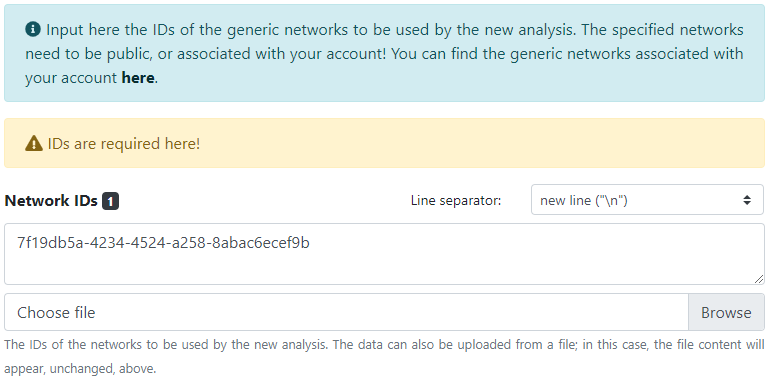 Input here the IDs of the generic networks to be used by the new analysis. The specified networks
need to be public, or associated with your account! You can find the generic networks associated with
your account here.
IDs are required here!
Network IDs 1 Line separator: new line ("\n")
7f19db5a-4234-4524-a258-8abac6ecef9b
Choose file Browse
The IDs of the networks to be used by the new analysis. The data can also be uploaded from a file; in this case, the file content will
appear, unchanged, above.